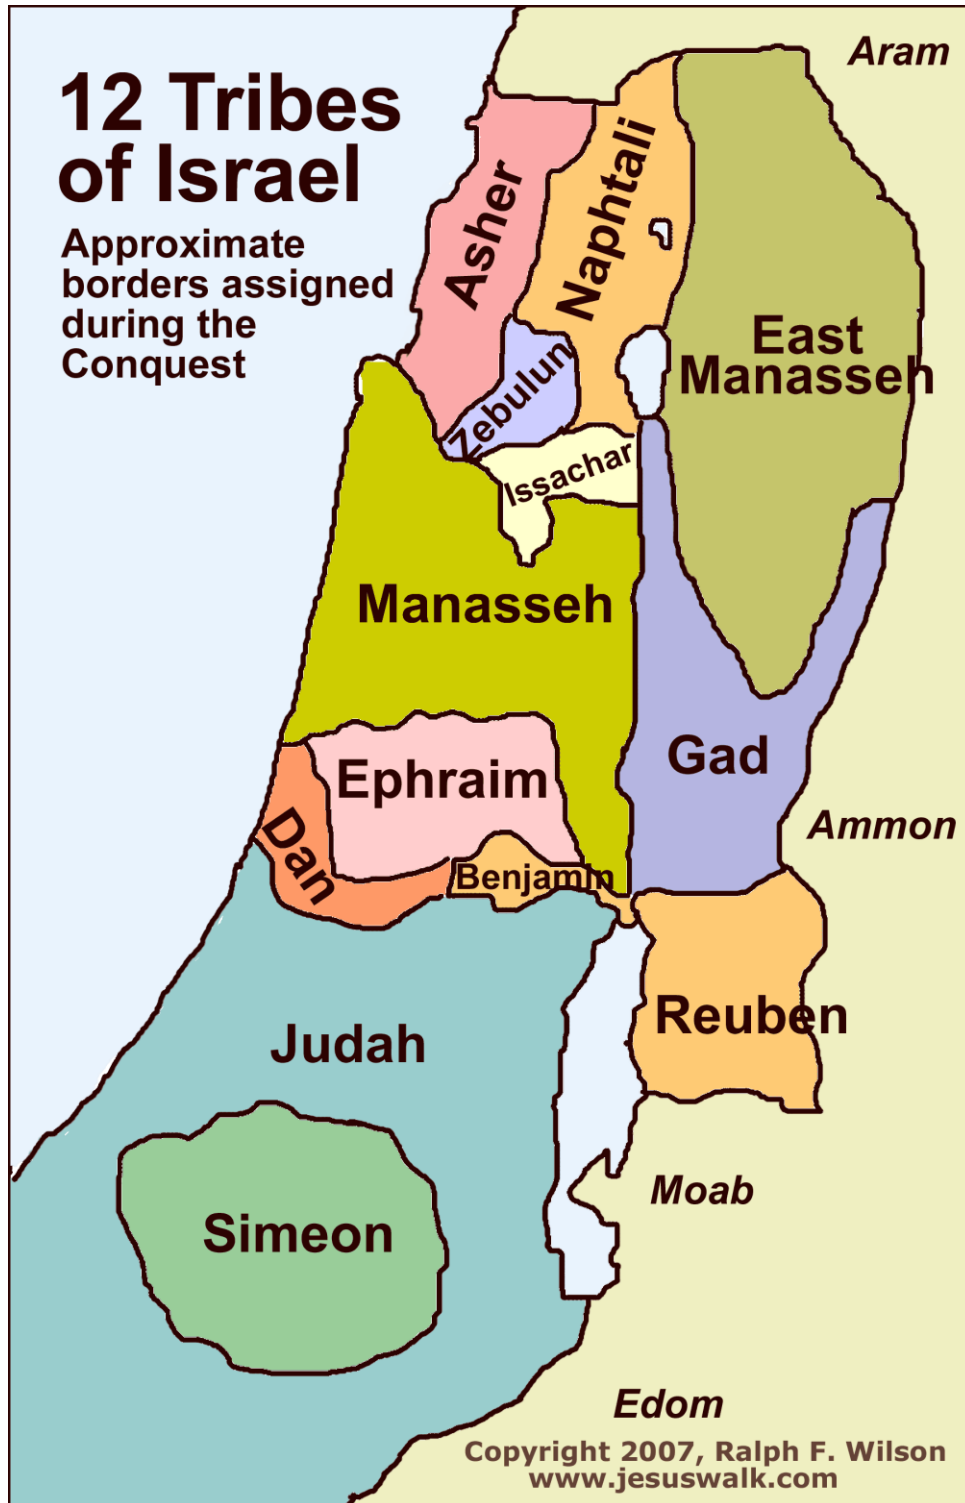 12 Tribes
of Israel
Approximate
borders assigned
during the
Conquest
Aram
Asher
Naphtali
East
Manasseh
Zebulun
Issachar
Manasseh
Gad
Ephraim
Dan
Ammon
Benjamin
Reuben
Judah
Moab
Simeon
Edom
Copyright 2007, Ralph F. Wilson
www.jesuswalk.com